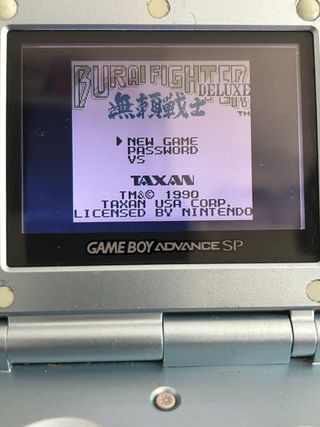 BURAI FIGHTER
DELUXE
無頼戦士
TM
NEW GAME
PASSWORD
VS
TAXAN
TM&© 1990
TAXAN USA CORP.
LICENSED BY NINTENDO
GAME BOY ADVANCE SP